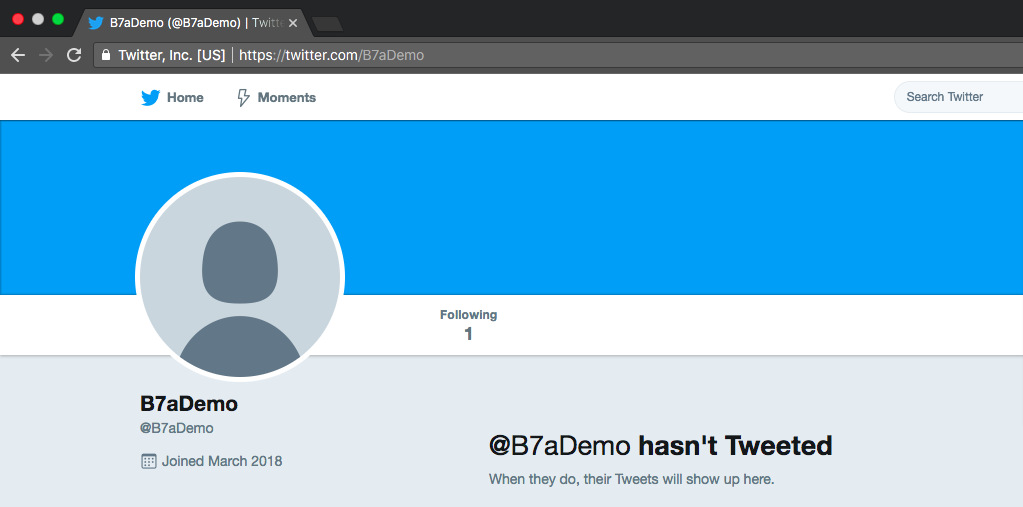 B7aDemo (@B7aDemo) | Twitt
Twitter, Inc. [US] | https://twitter.com/B7aDemo
Home Moments Search Twitter
Following
1
B7aDemo
@B7aDemo
Joined March 2018
@B7aDemo hasn't Tweeted
When they do, their Tweets will show up here.